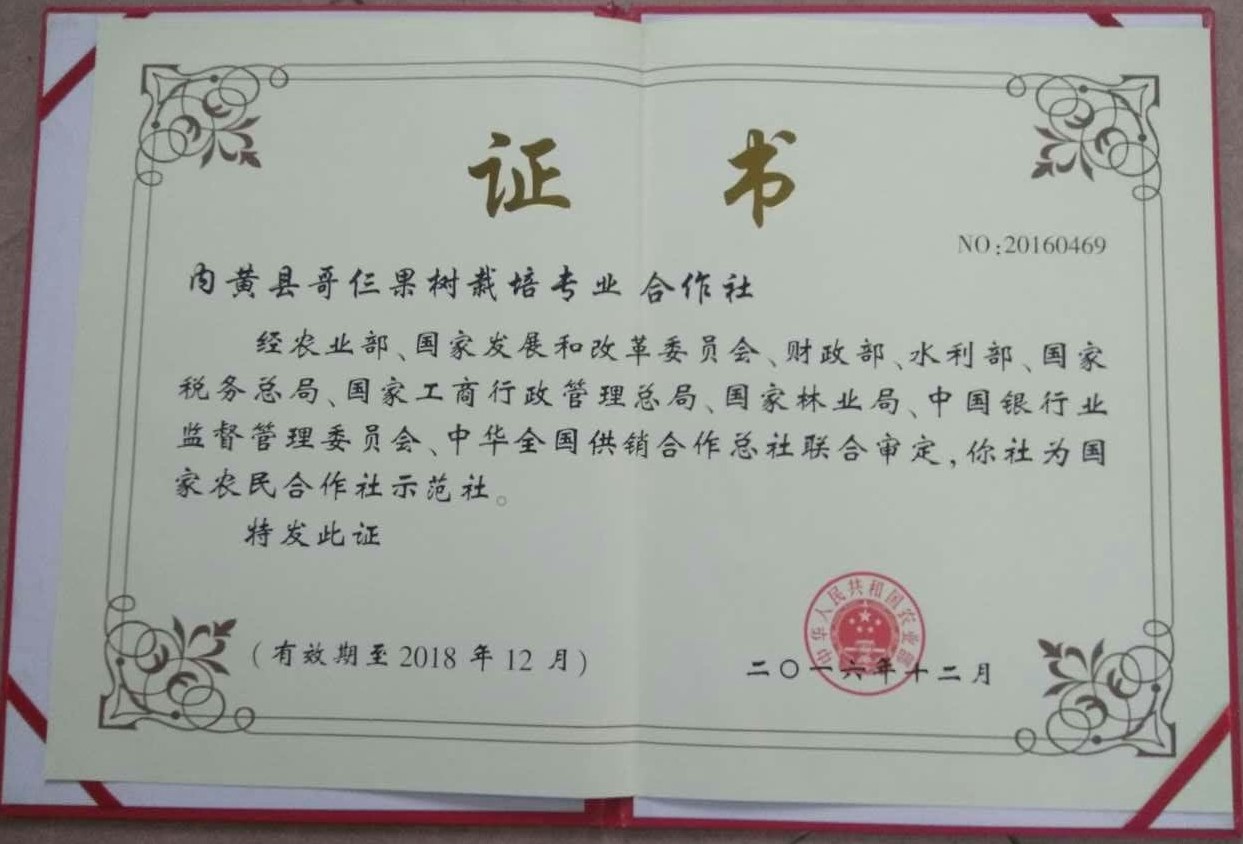 证 书
NO:20160469
内黄县哥仨果树栽培专业 合作社
经农业部、国家发展和改革委员会、财政部、水利部、国家
税务总局、国家工商行政管理总局、国家林业局、中国银行业
监督管理委员会、中华全国供销合作总社联合审定,你社为国
家农民合作社示范社。
特发此证
中华人民共和国农业部
(有效期至 2018 年 12 月)
二〇一六年十二月